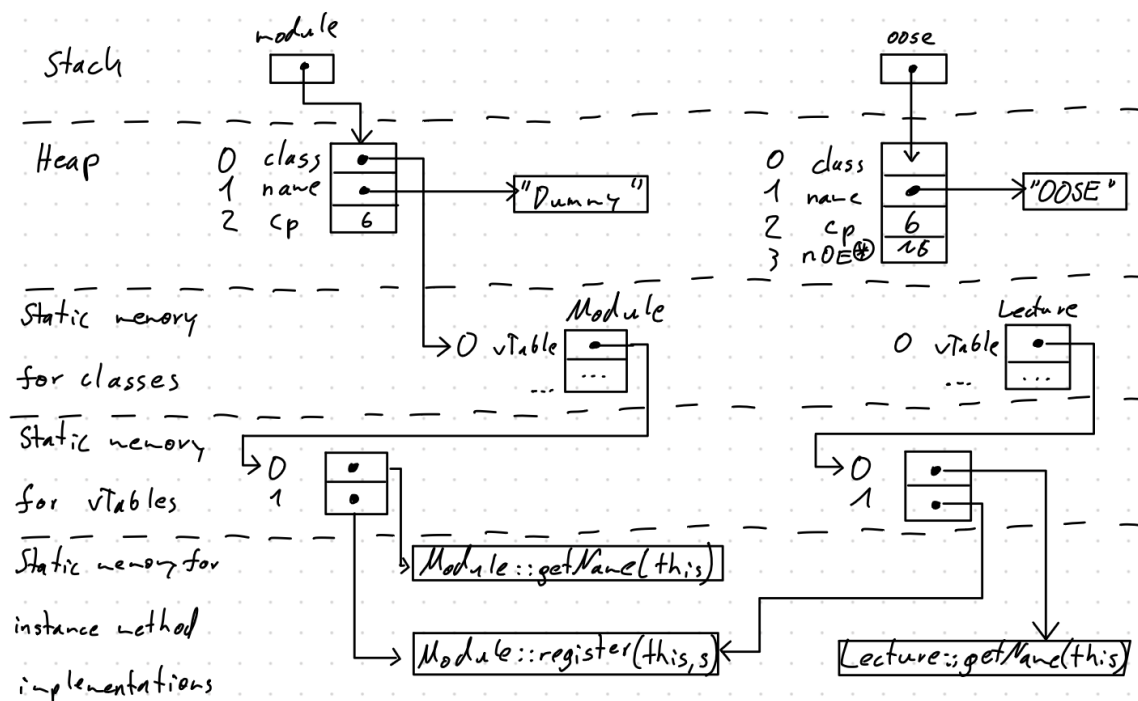 module oose
Stack
Heap 0 class 0 class
1 name "Dummy" 1 name "OOSE"
2 cp 6 2 cp 6
3 nOE⊛ 16
Static memory Module Lecture
0 vTable 0 vTable
for classes ... ... ... ...
Static memory
0 0
for vTables 1 1
Static memory for Module::getName(this)
instance method
Module::register(this,s) Lecture::getName(this)
implementations